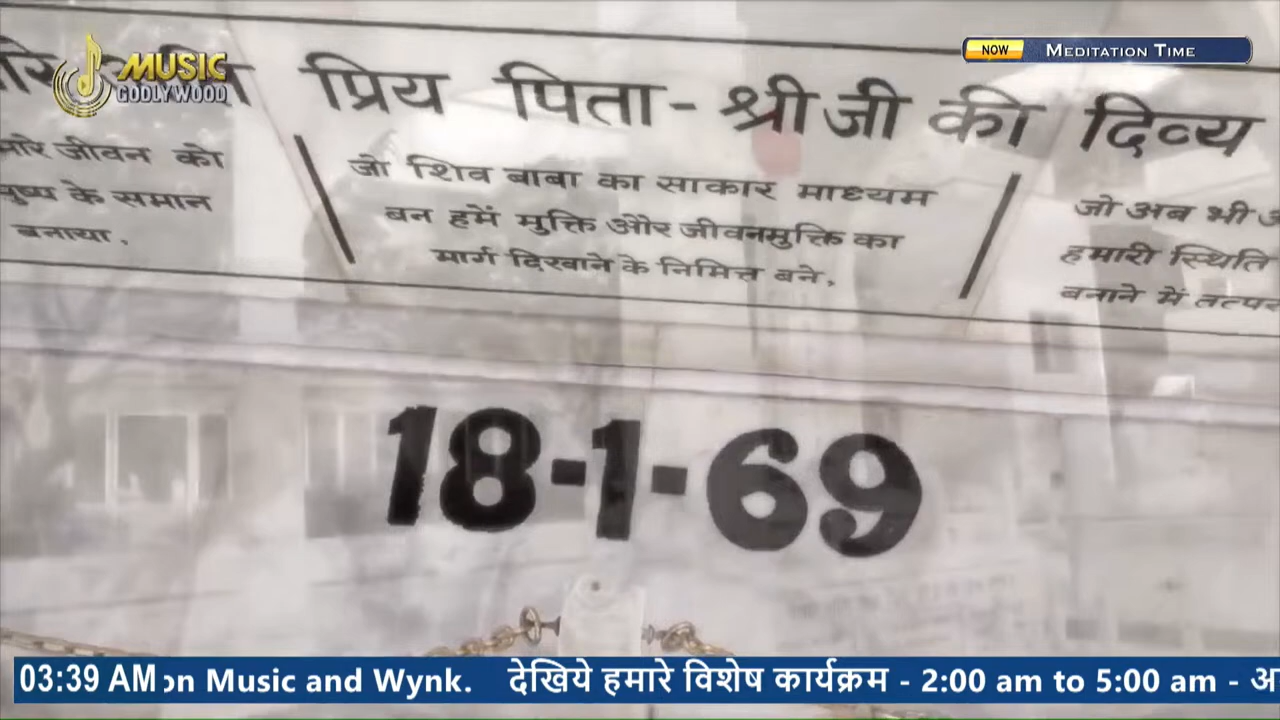 MUSIC
GODLYWOOD
NOW MEDITATION TIME
प्रिय पिता - श्री जी की दिव्य
जीवन को
पुष्प के समान
बनाया.
जो शिव बाबा का साकार माध्यम
बन हमें मुक्ति और जीवनमुक्ति का
मार्ग दिखाने के निमित्त बने.
जो अब भी
हमारी स्थिति
बनाने में
18-1-69
03:39 AM on Music and Wynk. देखिये हमारे विशेष कार्यक्रम - 2:00 am to 5:00 am -